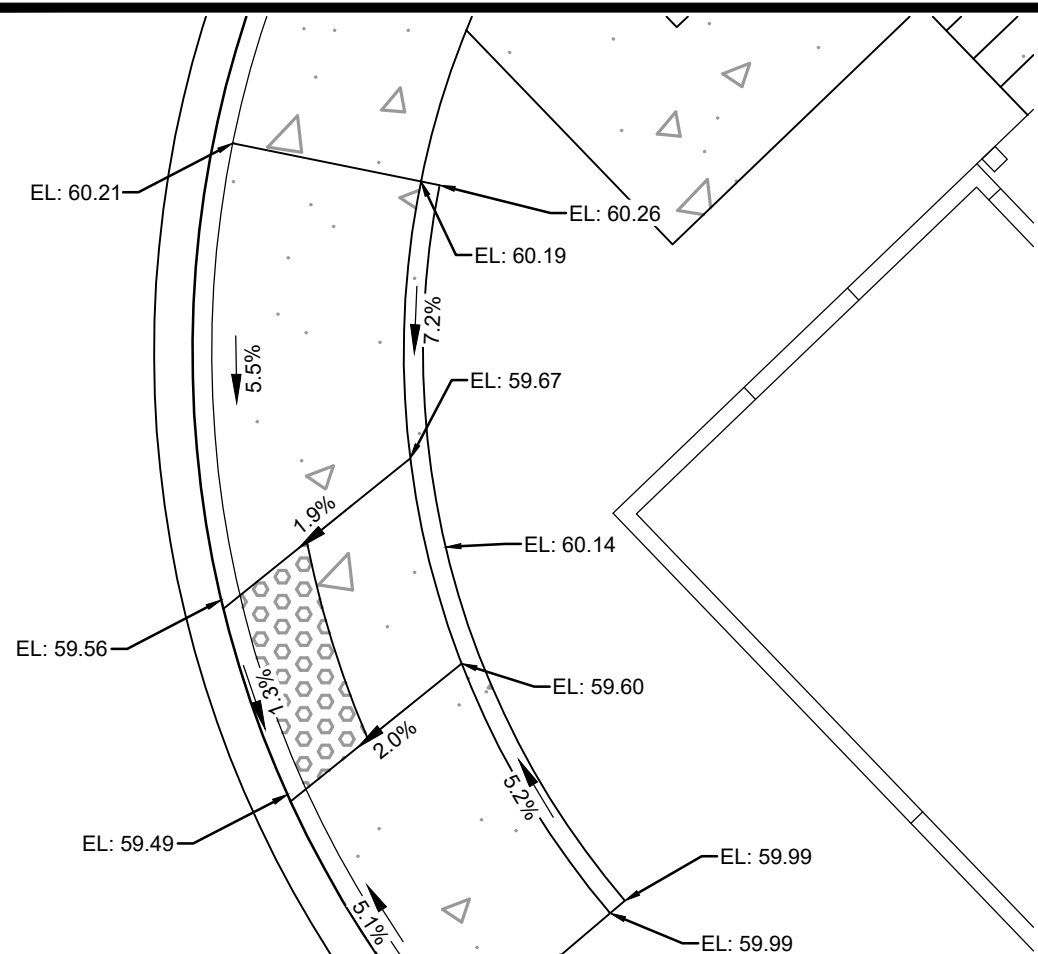 EL: 60.21
EL: 60.26
EL: 60.19
7.2%
5.5%
EL: 59.67
1.9%
EL: 60.14
EL: 59.56
1.3%
EL: 59.60
2.0%
5.2%
EL: 59.49
EL: 59.99
5.1%
EL: 59.99